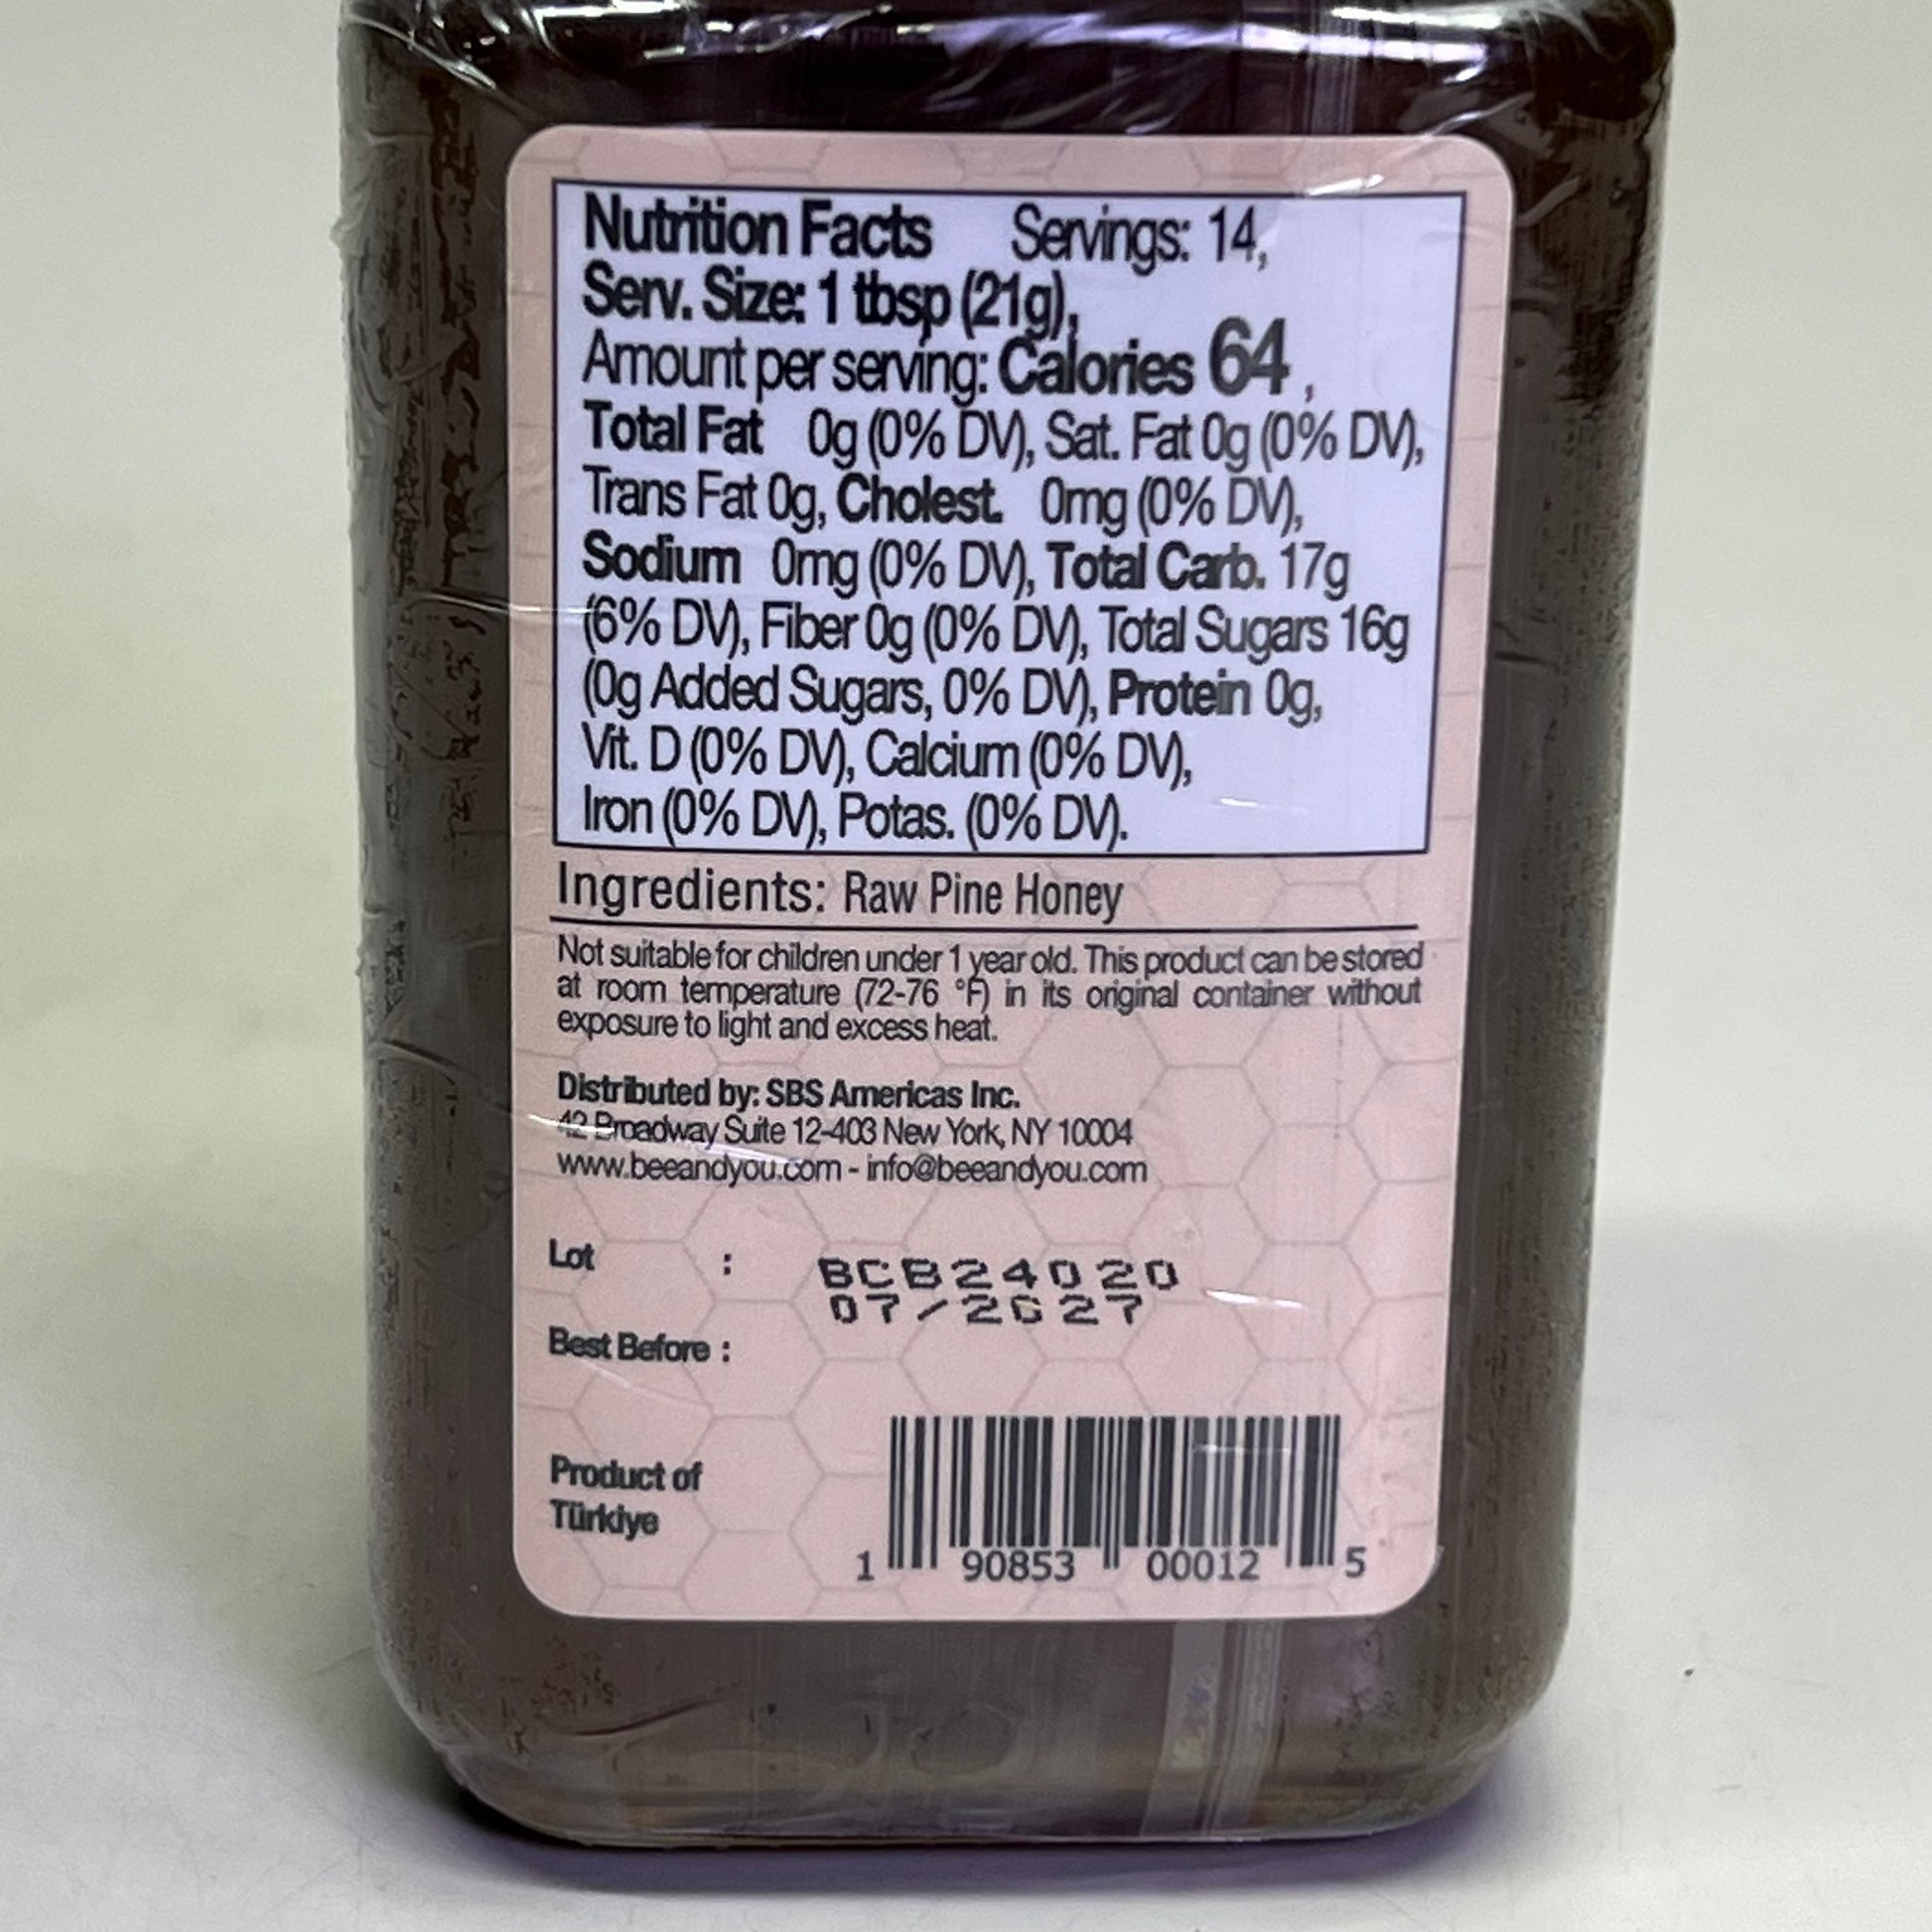 Nutrition Facts Servings: 14,
Serv. Size: 1 tbsp (21g),
Amount per serving: Calories 64,
Total Fat 0g (0% DV), Sat. Fat 0g (0% DV),
Trans Fat 0g, Cholest. 0mg (0% DV),
Sodium 0mg (0% DV), Total Carb. 17g
(6% DV), Fiber 0g (0% DV), Total Sugars 16g
(0g Added Sugars, 0% DV), Protein 0g,
Vit. D (0% DV), Calcium (0% DV),
Iron (0% DV), Potas. (0% DV).
Ingredients: Raw Pine Honey
Not suitable for children under 1 year old. This product can be stored
at room temperature (72-76 °F) in its original container without
exposure to light and excess heat.
Distributed by: SBS Americas Inc.
42 Broadway Suite 12-403 New York, NY 10004
www.beeandyou.com - info@beeandyou.com
Lot : BCB24020
07/2027
Best Before :
Product of
Türkiye
1 90853 00012 5